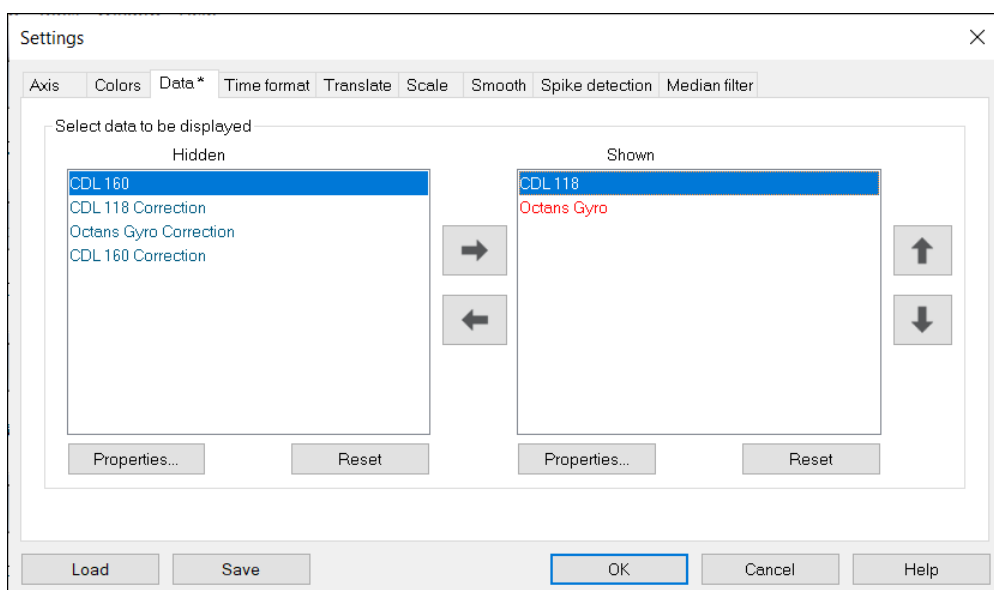 Settings
Axis Colors Data* Time format Translate Scale Smooth Spike detection Median filter
Select data to be displayed
Hidden
Shown
CDL 160
CDL 118 Correction
Octans Gyro Correction
CDL 160 Correction
CDL 118
Octans Gyro
Properties... Reset
Properties... Reset
Load Save OK Cancel Help